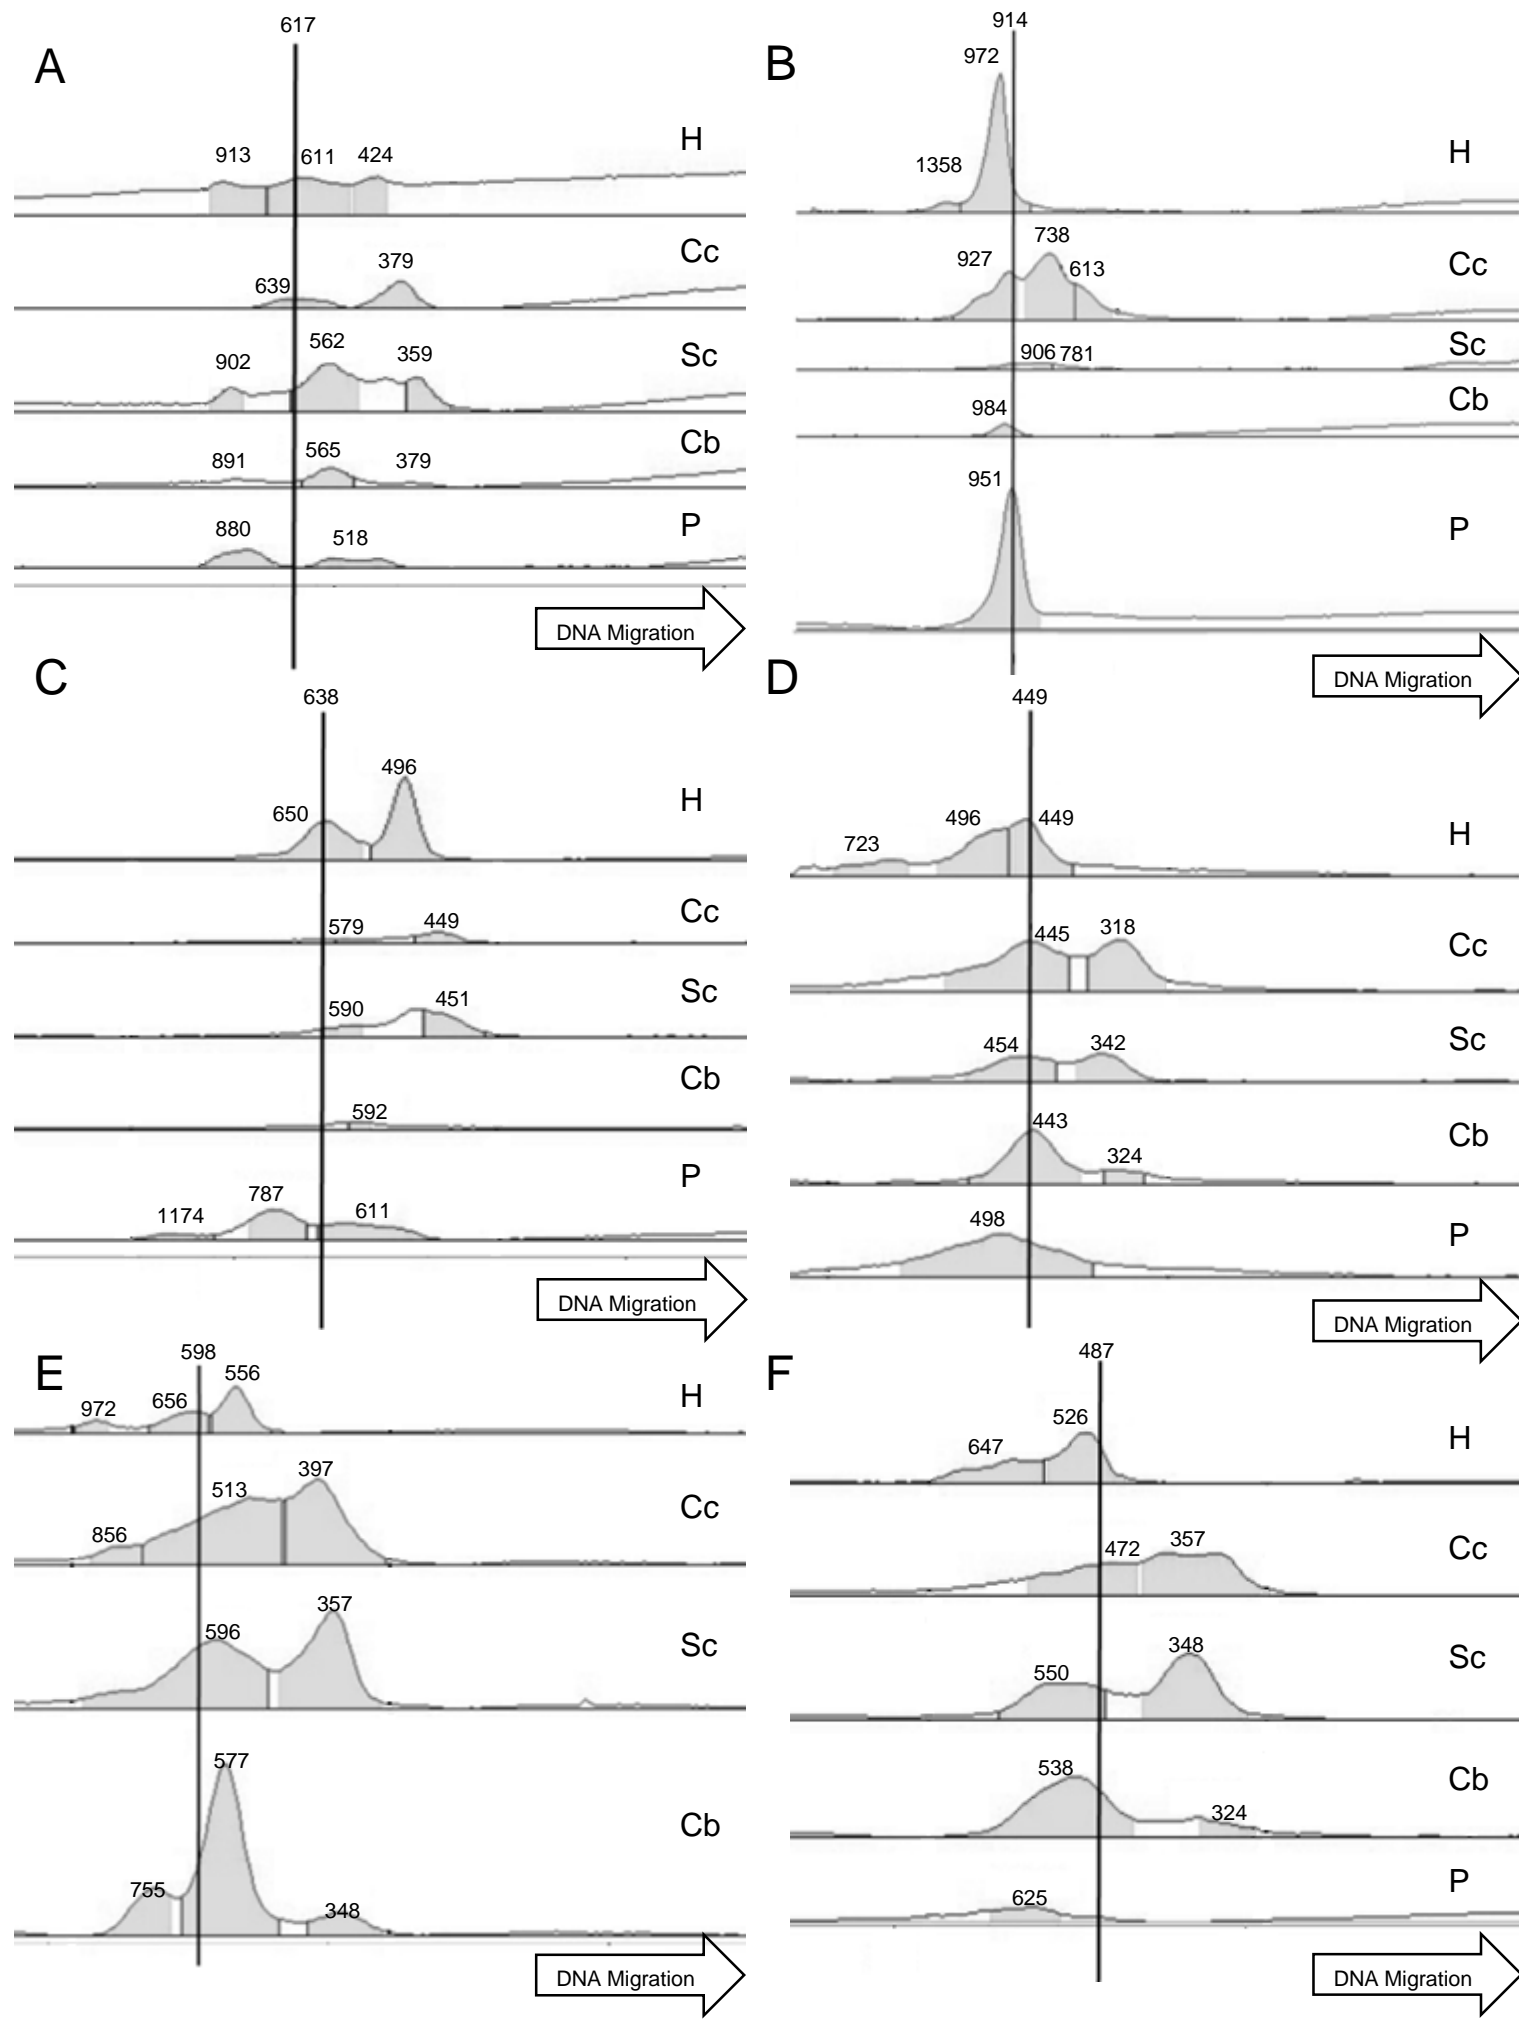 A
617
H
913 611 424
Cc
639 379
Sc
902 562 359
Cb
891 565 379
P
880 518
DNA Migration
B
914
972
H
1358
Cc
927 738 613
Sc
906 781
Cb
984
P
951
DNA Migration
C
638
H
650 496
Cc
579 449
Sc
590 451
Cb
592
P
1174 787 611
DNA Migration
D
449
H
723 496 449
Cc
445 318
Sc
454 342
Cb
443 324
P
498
DNA Migration
E
598
H
972 656 556
Cc
856 513 397
Sc
596 357
Cb
755 577 348
DNA Migration
F
487
H
647 526
Cc
472 357
Sc
550 348
Cb
538 324
P
625
DNA Migration